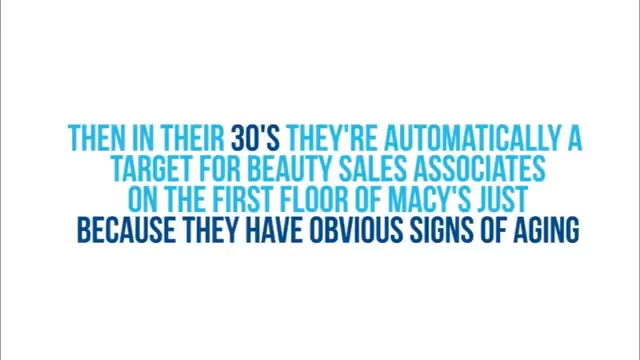 THEN IN THEIR 30'S THEY'RE AUTOMATICALLY A
TARGET FOR BEAUTY SALES ASSOCIATES
ON THE FIRST FLOOR OF MACY'S JUST
BECAUSE THEY HAVE OBVIOUS SIGNS OF AGING